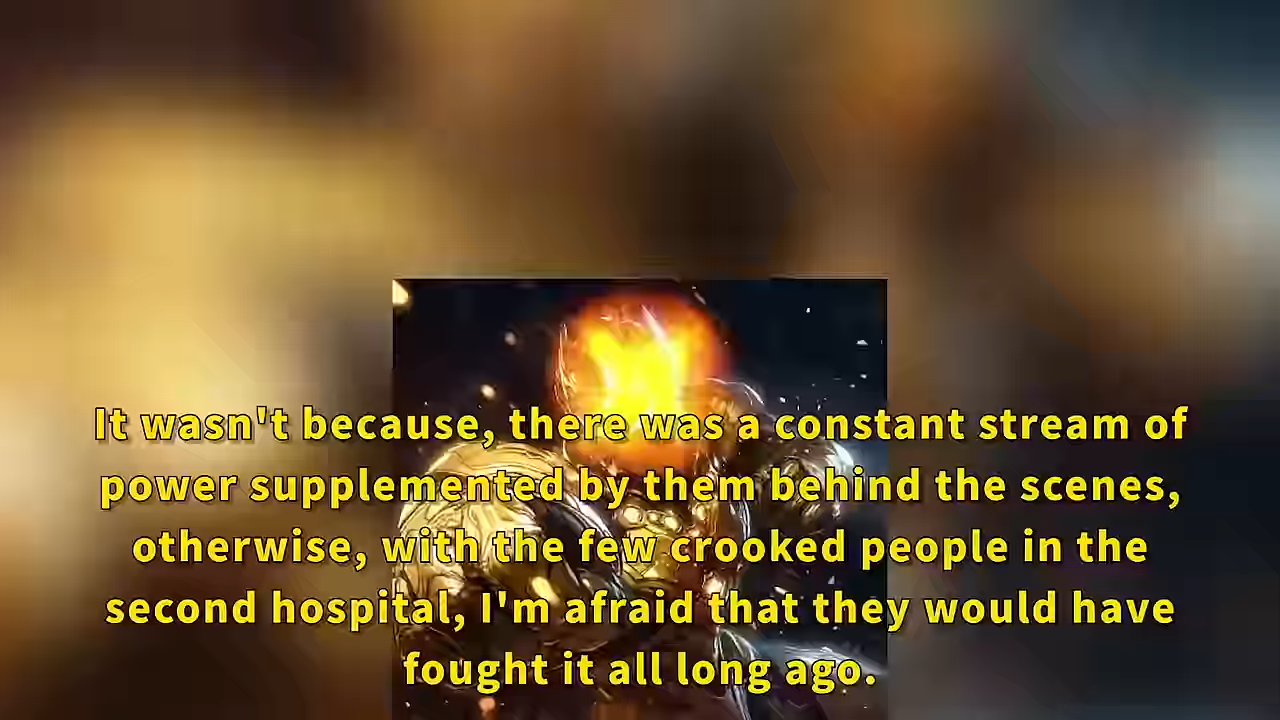 It wasn't because, there was a constant stream of
power supplemented by them behind the scenes,
otherwise, with the few crooked people in the
second hospital, I'm afraid that they would have
fought it all long ago.